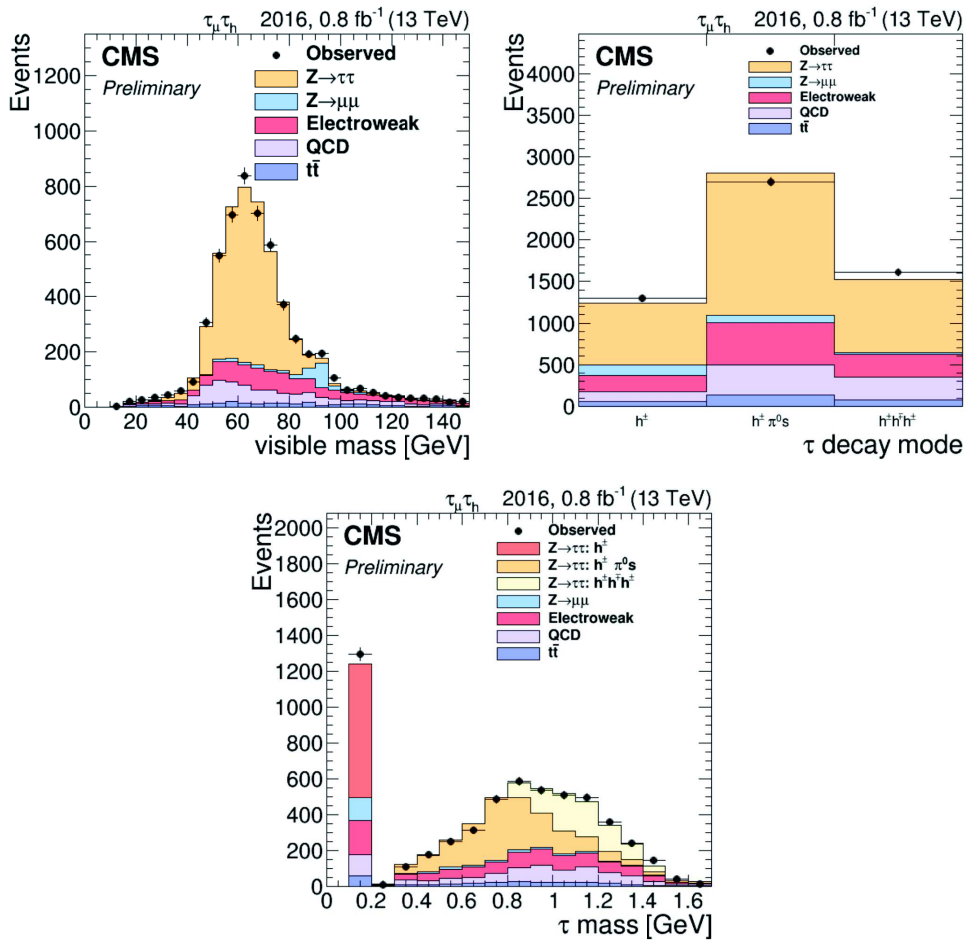 τμτh 2016, 0.8 fb⁻¹ (13 TeV)
CMS
Preliminary
Observed
Z→ττ
Z→μμ
Electroweak
QCD
tt̄
Events
1200
1000
800
600
400
200
0
0 20 40 60 80 100 120 140
visible mass [GeV]
τμτh 2016, 0.8 fb⁻¹ (13 TeV)
CMS
Preliminary
Observed
Z→ττ
Z→μμ
Electroweak
QCD
tt̄
Events
4000
3500
3000
2500
2000
1500
1000
500
0
h± h± π⁰s h±h∓h±
τ decay mode
τμτh 2016, 0.8 fb⁻¹ (13 TeV)
CMS
Preliminary
Observed
Z→ττ: h±
Z→ττ: h± π⁰s
Z→ττ: h±h∓h±
Z→μμ
Electroweak
QCD
tt̄
Events
2000
1800
1600
1400
1200
1000
800
600
400
200
0
0 0.2 0.4 0.6 0.8 1 1.2 1.4 1.6
τ mass [GeV]